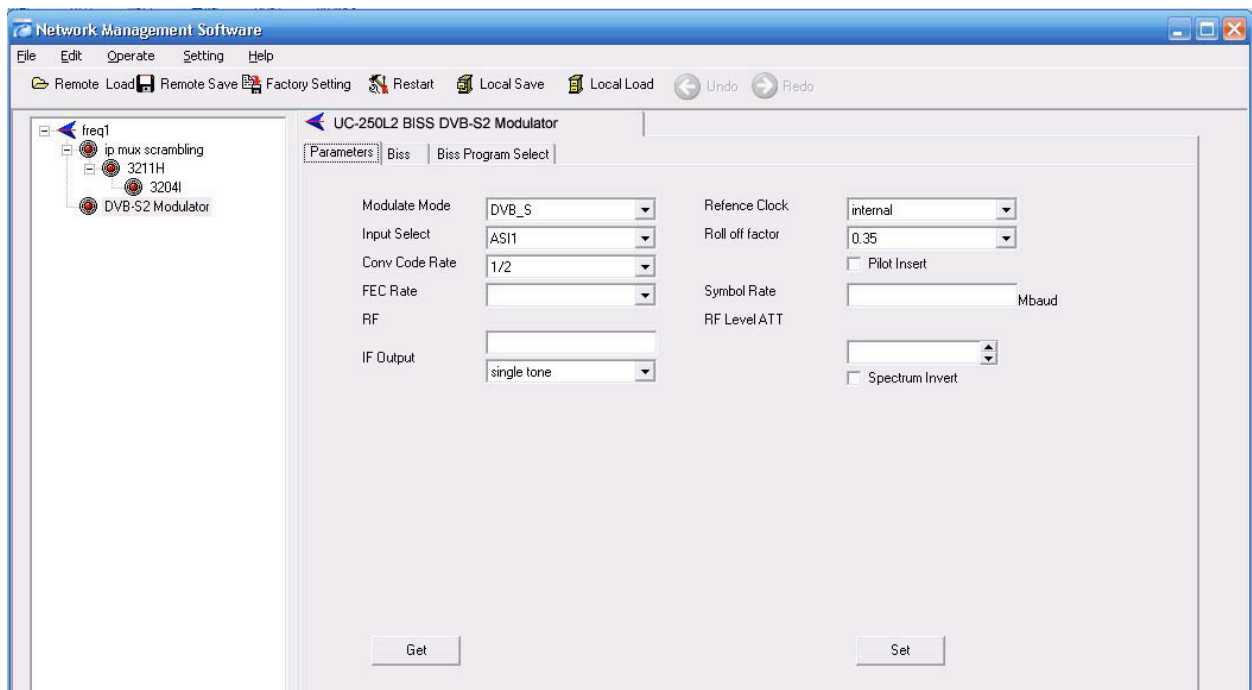 Network Management Software
File Edit Operate Setting Help
Remote Load Remote Save Factory Setting Restart Local Save Local Load Undo Redo
freq1
ip mux scrambling
3211H
3204I
DVB-S2 Modulator
UC-250L2 BISS DVB-S2 Modulator
Parameters Biss Biss Program Select
Modulate Mode DVB_S Refence Clock internal
Input Select ASI1 Roll off factor 0.35
Conv Code Rate 1/2 Pilot Insert
FEC Rate Symbol Rate Mbaud
RF RF Level ATT
IF Output single tone Spectrum Invert
Get Set